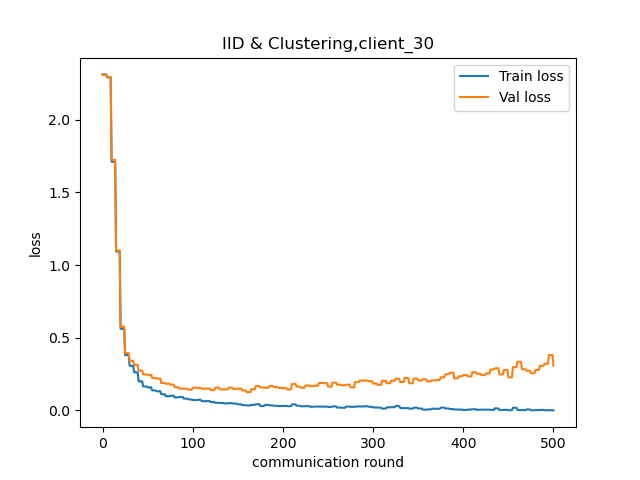 IID & Clustering,client_30
Train loss
Val loss
2.0
1.5
1.0
0.5
0.0
loss
0 100 200 300 400 500
communication round